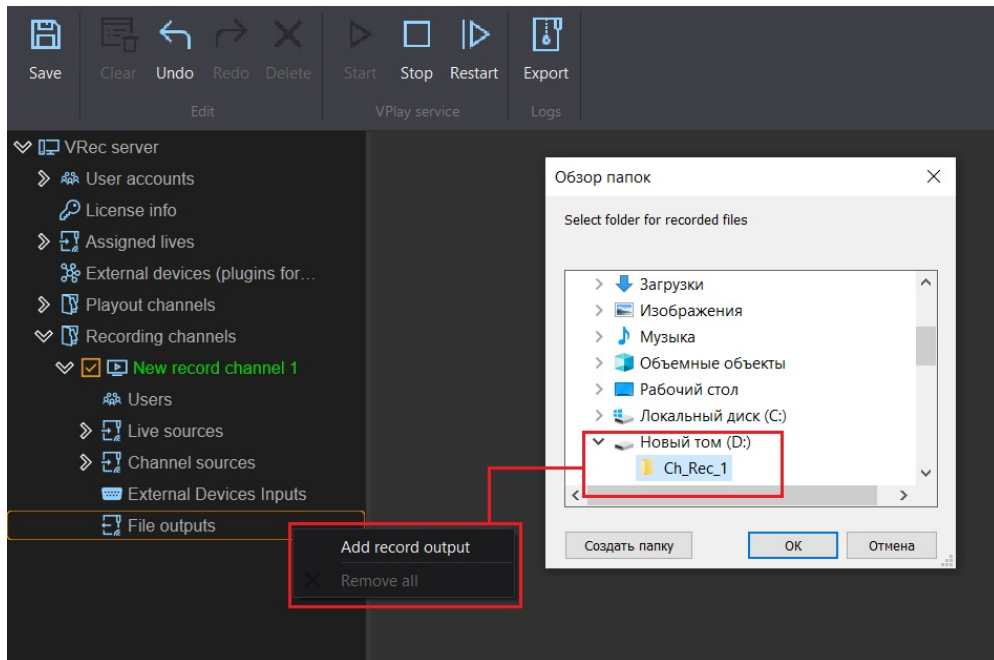 Save Clear Undo Redo Delete Start Stop Restart Export
Edit VPlay service Logs
VRec server
User accounts
License info
Assigned lives
External devices (plugins for...
Playout channels
Recording channels
New record channel 1
Users
Live sources
Channel sources
External Devices Inputs
File outputs
Add record output
Remove all
Обзор папок
Select folder for recorded files
Загрузки
Изображения
Музыка
Объемные объекты
Рабочий стол
Локальный диск (C:)
Новый том (D:)
Ch_Rec_1
Создать папку OK Отмена